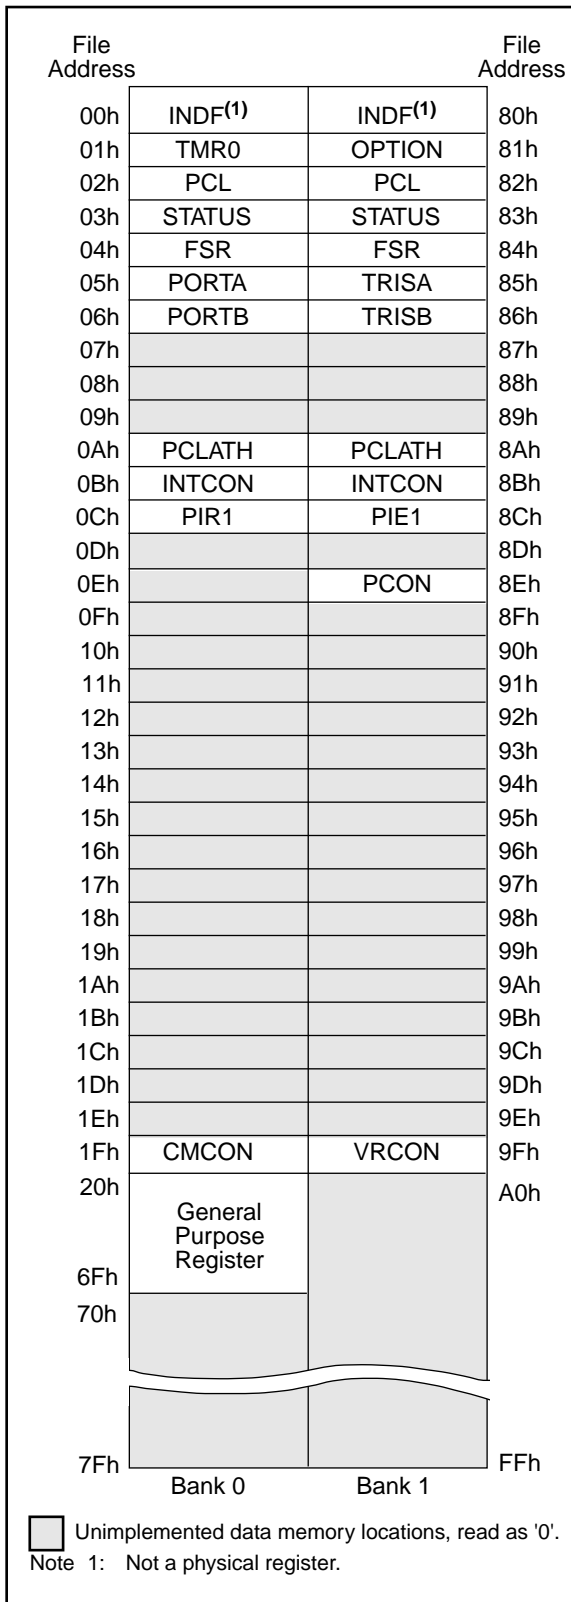 File Address File Address
00h INDF(1) INDF(1) 80h
01h TMR0 OPTION 81h
02h PCL PCL 82h
03h STATUS STATUS 83h
04h FSR FSR 84h
05h PORTA TRISA 85h
06h PORTB TRISB 86h
07h 87h
08h 88h
09h 89h
0Ah PCLATH PCLATH 8Ah
0Bh INTCON INTCON 8Bh
0Ch PIR1 PIE1 8Ch
0Dh 8Dh
0Eh PCON 8Eh
0Fh 8Fh
10h 90h
11h 91h
12h 92h
13h 93h
14h 94h
15h 95h
16h 96h
17h 97h
18h 98h
19h 99h
1Ah 9Ah
1Bh 9Bh
1Ch 9Ch
1Dh 9Dh
1Eh 9Eh
1Fh CMCON VRCON 9Fh
20h A0h
General
Purpose
Register
6Fh
70h
7Fh FFh
Bank 0 Bank 1
Unimplemented data memory locations, read as '0'.
Note 1: Not a physical register.